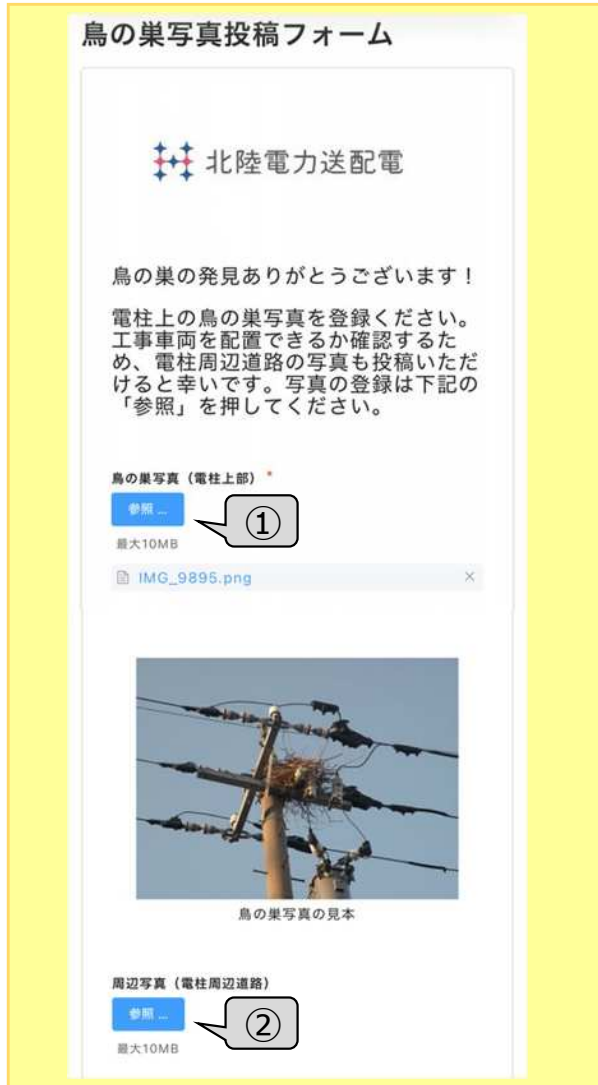 鳥の巣写真投稿フォーム
北陸電力送配電
鳥の巣の発見ありがとうございます！
電柱上の鳥の巣写真を登録ください。
工事車両を配置できるか確認するた
め、電柱周辺道路の写真も投稿いただ
けると幸いです。写真の登録は下記の
「参照」を押してください。
鳥の巣写真（電柱上部） *
参照 ...
①
最大10MB
IMG_9895.png ×
鳥の巣写真の見本
周辺写真（電柱周辺道路）
参照 ...
②
最大10MB